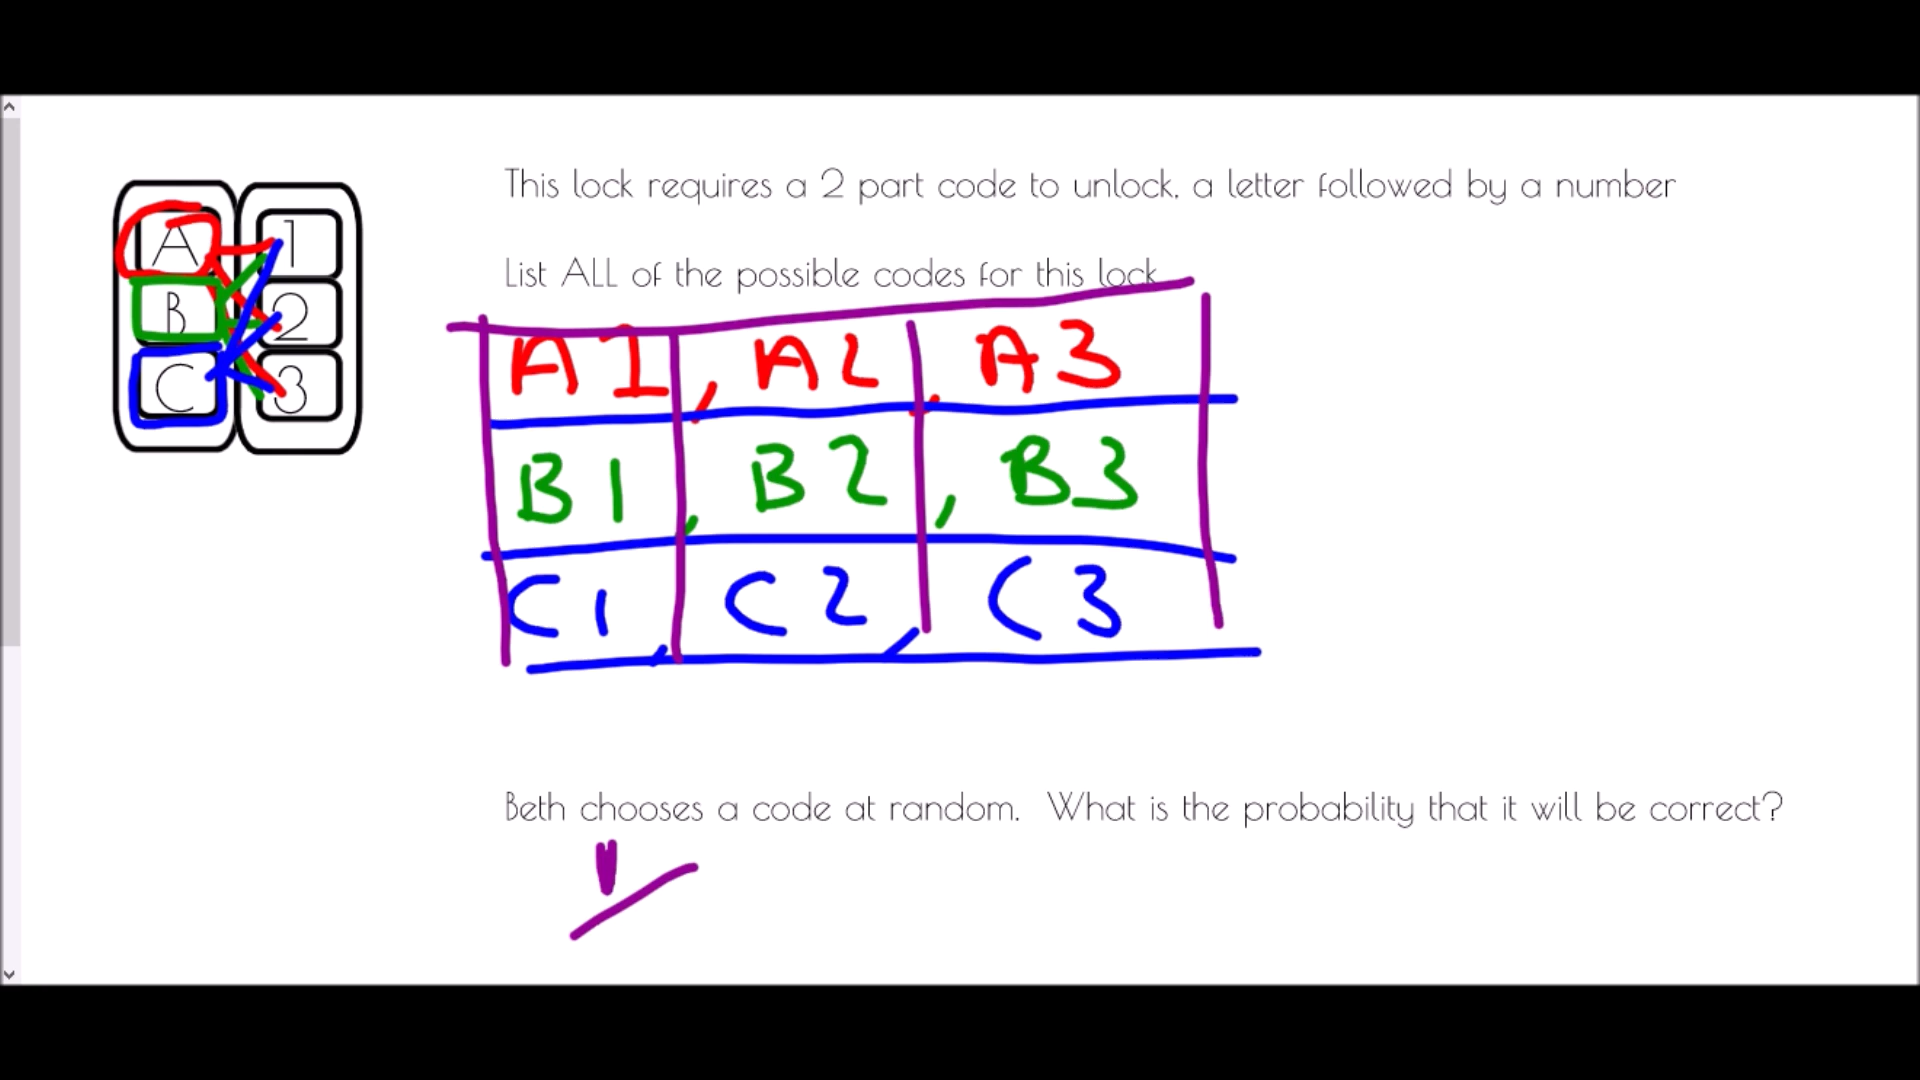 This lock requires a 2 part code to unlock, a letter followed by a number
List ALL of the possible codes for this lock
A 1
B 2
C 3
A1, A2, A3
B1, B2, B3
C1, C2, C3
Beth chooses a code at random. What is the probability that it will be correct?
1/